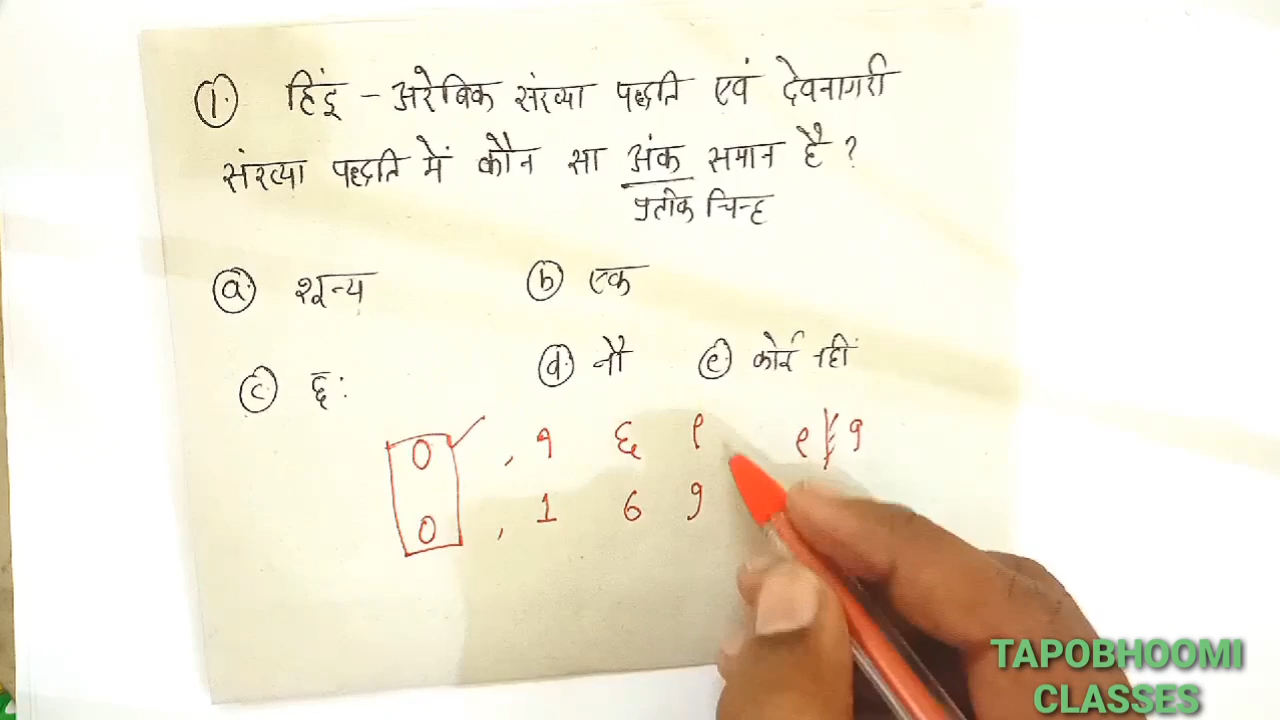 1. हिंदू - अरेबिक संख्या पद्धति एवं देवनागरी
संख्या पद्धति में कौन सा अंक समान है ?
प्रतीक चिन्ह
a. शून्य b. एक
c. छ: d. नौ e. कोई नहीं
0 , १ ६ ९ ९ 9
0 , 1 6 9
TAPOBHOOMI
CLASSES